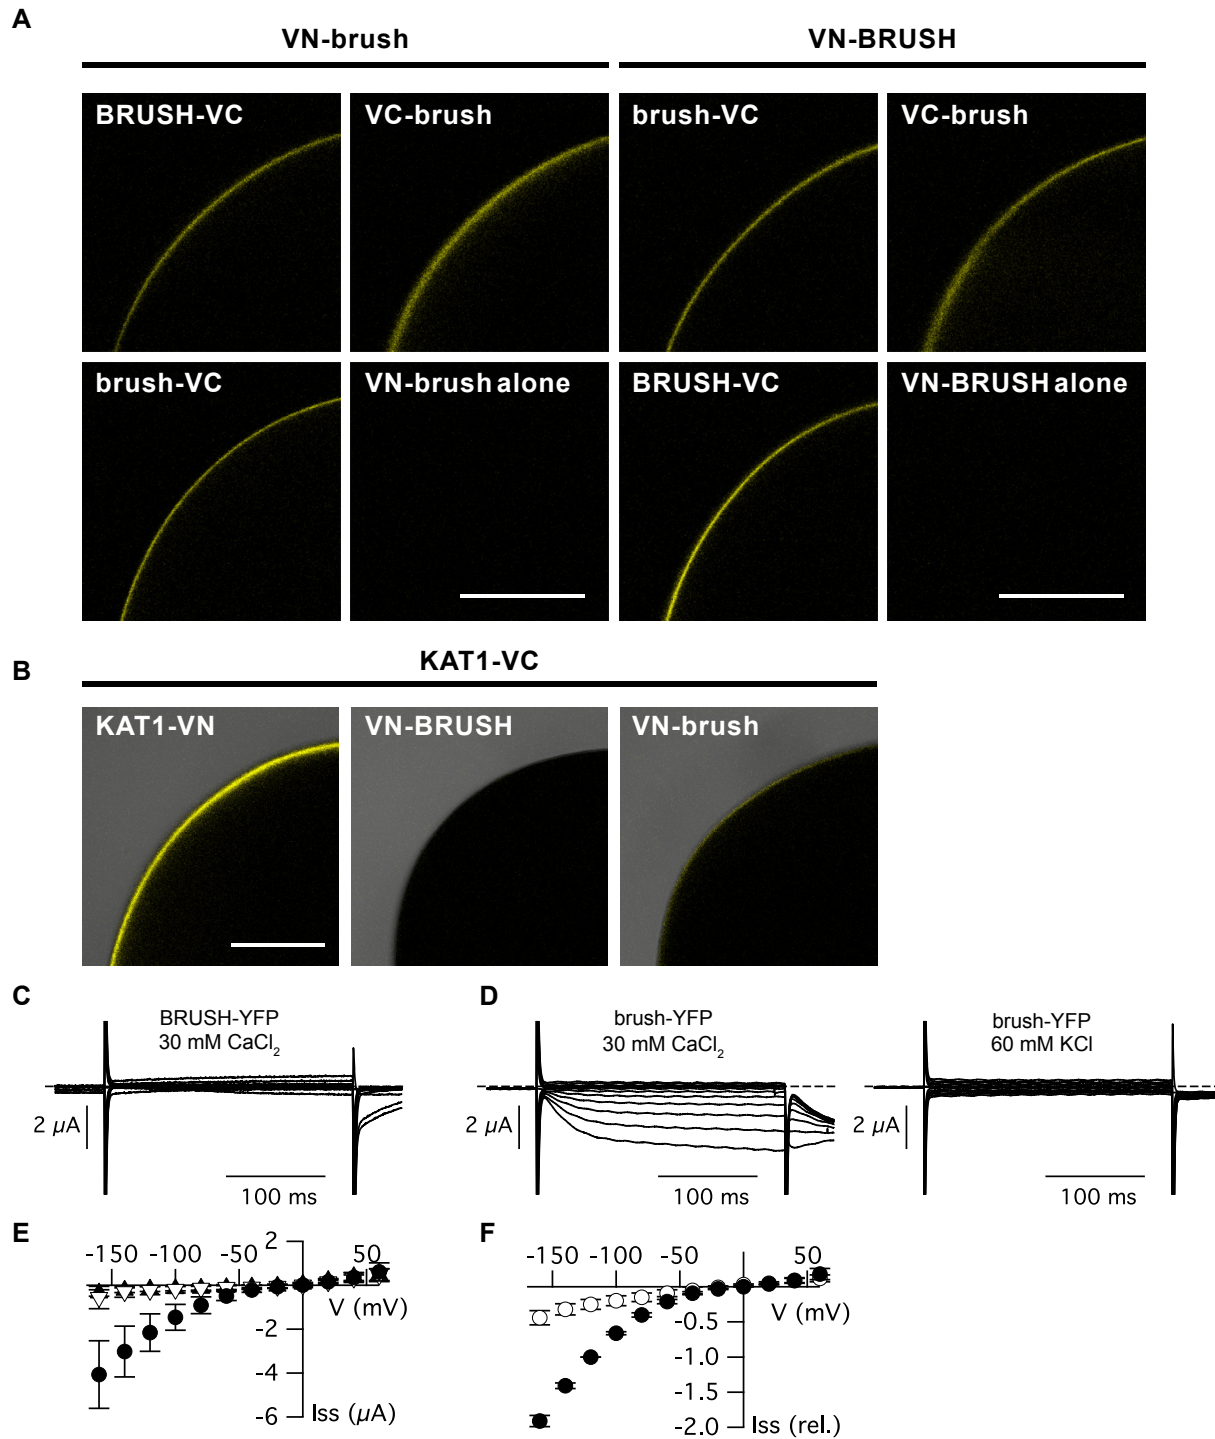 A
VN-brush VN-BRUSH
BRUSH-VC VC-brush brush-VC VC-brush
brush-VC VN-brush alone BRUSH-VC VN-BRUSH alone
B
KAT1-VC
KAT1-VN VN-BRUSH VN-brush
C D
BRUSH-YFP brush-YFP brush-YFP
30 mM CaCl2 30 mM CaCl2 60 mM KCl
2 µA 2 µA 2 µA
100 ms 100 ms 100 ms
E F
-150 -100 -50 2 50 -150 -100 -50 50
V (mV) V (mV)
-2 -0.5
-1.0
-4 -1.5
-6 Iss (µA) -2.0 Iss (rel.)